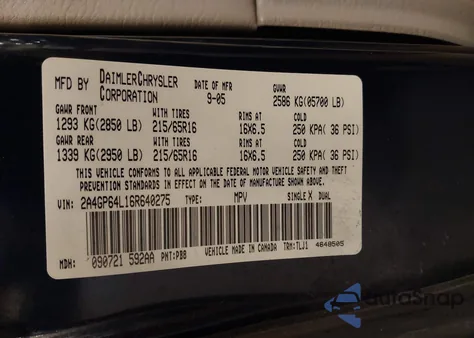 MFD BY DAIMLERCHRYSLER CORPORATION DATE OF MFR 9-05 GVWR 2586 KG(05700 LB)
GAWR FRONT WITH TIRES RIMS AT COLD
1293 KG(2850 LB) 215/65R16 16X6.5 250 KPA( 36 PSI)
GAWR REAR WITH TIRES RIMS AT COLD
1339 KG(2950 LB) 215/65R16 16X6.5 250 KPA( 36 PSI)
THIS VEHICLE CONFORMS TO ALL APPLICABLE FEDERAL MOTOR VEHICLE SAFETY, BUMPER, AND
THEFT PREVENTION STANDARDS IN EFFECT ON THE DATE OF MANUFACTURE SHOWN ABOVE.
VIN: 2A4GP64L16R640275 TYPE: MPV SINGLE X DUAL
MDH: 090721 592AA PNT:PBB VEHICLE MADE IN CANADA TRM:TLJ1 4648505
AutoSnap